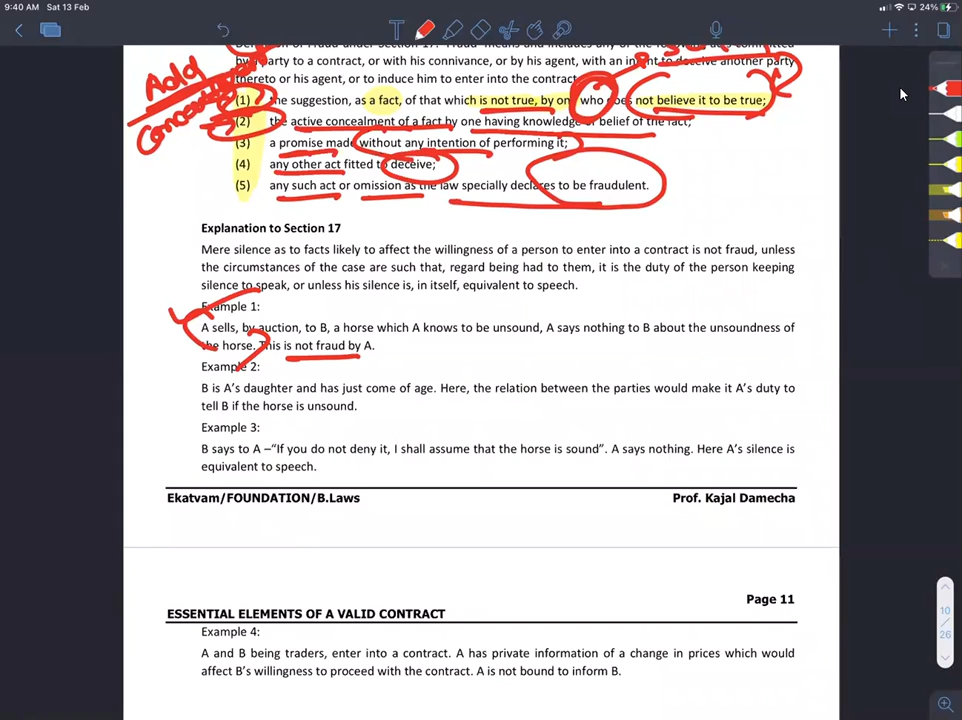 9:40 AM Sat 13 Feb
24%
by a party to a contract, or with his connivance, or by his agent, with an intent to deceive another party
thereto or his agent, or to induce him to enter into the contract
Add
Conceal
(1) the suggestion, as a fact, of that which is not true, by one who does not believe it to be true;
(2) the active concealment of a fact by one having knowledge or belief of the fact;
(3) a promise made without any intention of performing it;
(4) any other act fitted to deceive;
(5) any such act or omission as the law specially declares to be fraudulent.
Explanation to Section 17
Mere silence as to facts likely to affect the willingness of a person to enter into a contract is not fraud, unless
the circumstances of the case are such that, regard being had to them, it is the duty of the person keeping
silence to speak, or unless his silence is, in itself, equivalent to speech.
Example 1:
A sells, by auction, to B, a horse which A knows to be unsound, A says nothing to B about the unsoundness of
the horse. This is not fraud by A.
Example 2:
B is A's daughter and has just come of age. Here, the relation between the parties would make it A's duty to
tell B if the horse is unsound.
Example 3:
B says to A –"If you do not deny it, I shall assume that the horse is sound". A says nothing. Here A's silence is
equivalent to speech.
Ekatvam/FOUNDATION/B.Laws Prof. Kajal Damecha
Page 11
ESSENTIAL ELEMENTS OF A VALID CONTRACT
Example 4:
A and B being traders, enter into a contract. A has private information of a change in prices which would
affect B's willingness to proceed with the contract. A is not bound to inform B.
10
/
26